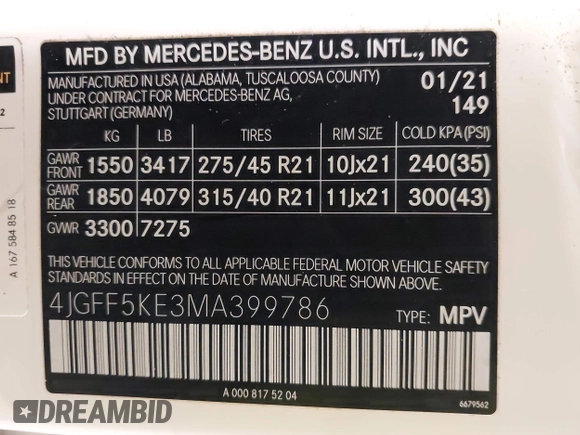 MFD BY MERCEDES-BENZ U.S. INTL., INC
MANUFACTURED IN USA (ALABAMA, TUSCALOOSA COUNTY)
UNDER CONTRACT FOR MERCEDES-BENZ AG,
STUTTGART (GERMANY)
01/21
149
KG LB TIRES RIM SIZE COLD KPA (PSI)
GAWR FRONT 1550 3417 275/45 R21 10Jx21 240(35)
GAWR REAR 1850 4079 315/40 R21 11Jx21 300(43)
GVWR 3300 7275
THIS VEHICLE CONFORMS TO ALL APPLICABLE FEDERAL MOTOR VEHICLE SAFETY
STANDARDS IN EFFECT ON THE DATE OF MANUFACTURE SHOWN ABOVE.
4JGFF5KE3MA399786
TYPE: MPV
A 000 817 52 04
6679562
A 167 584 85 18
DREAMBID